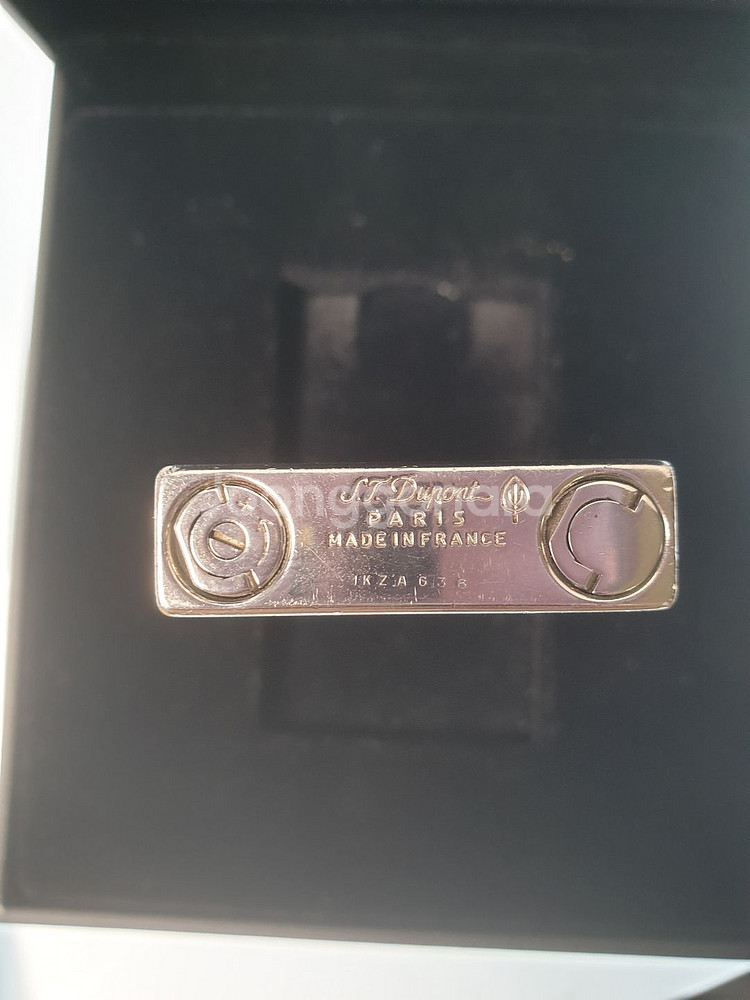 S.T. Dupont
PARIS
MADE IN FRANCE
1KZA638